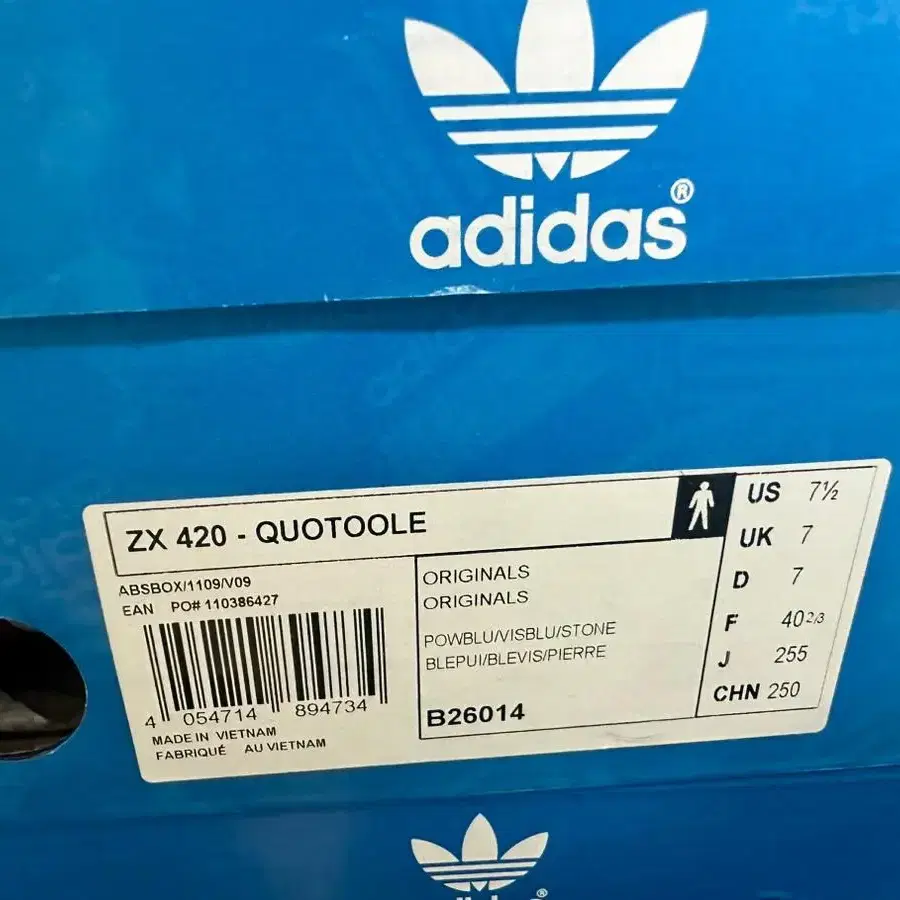 adidas®
ZX 420 - QUOTOOLE
ABSBOX/1109/V09
EAN PO# 110386427
4 054714 894734
MADE IN VIETNAM
FABRIQUÉ AU VIETNAM
ORIGINALS
ORIGINALS
POWBLU/VISBLU/STONE
BLEPUI/BLEVIS/PIERRE
B26014
US 7½
UK 7
D 7
F 40 2/3
J 255
CHN 250